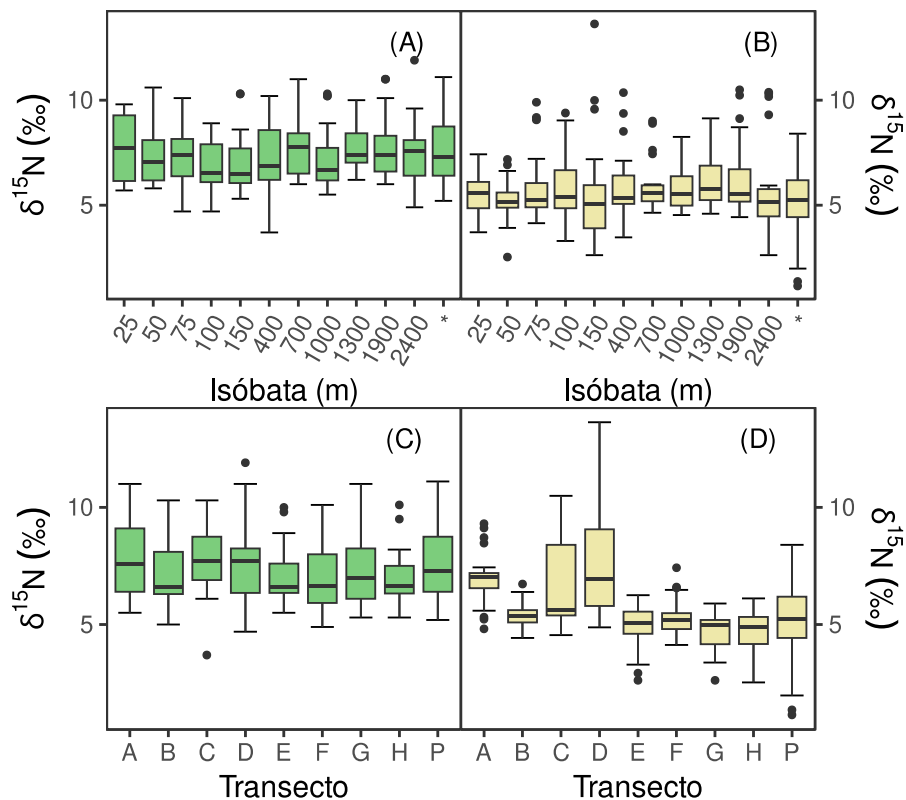 (A)
(B)
δ¹⁵N (‰)
10
5
10
5
δ¹⁵N (‰)
25 50 75 100 150 400 700 1000 1300 1900 2400 *
25 50 75 100 150 400 700 1000 1300 1900 2400 *
Isóbata (m)
Isóbata (m)
(C)
(D)
δ¹⁵N (‰)
10
5
10
5
δ¹⁵N (‰)
A B C D E F G H P
A B C D E F G H P
Transecto
Transecto